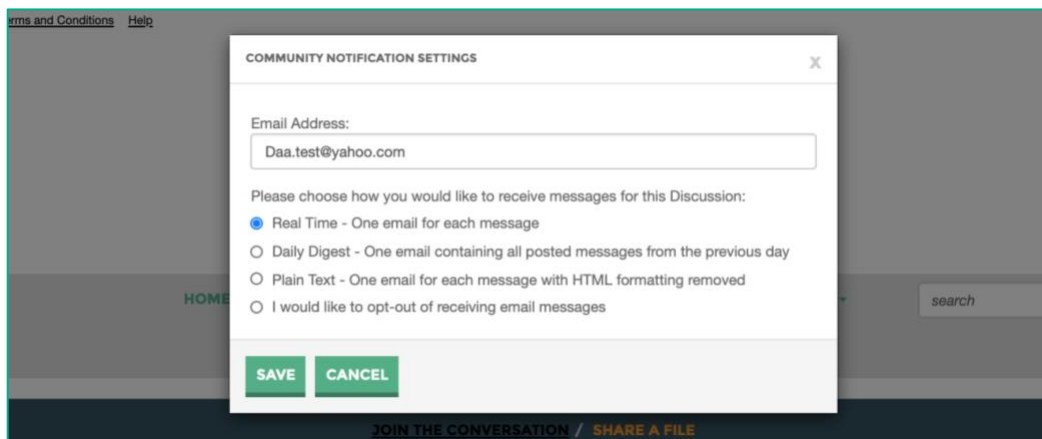 erms and Conditions Help
COMMUNITY NOTIFICATION SETTINGS
X
Email Address:
Daa.test@yahoo.com
Please choose how you would like to receive messages for this Discussion:
Real Time - One email for each message
Daily Digest - One email containing all posted messages from the previous day
Plain Text - One email for each message with HTML formatting removed
HOME
search
I would like to opt-out of receiving email messages
SAVE CANCEL
JOIN THE CONVERSATION / SHARE A FILE